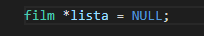 film *lista = NULL;